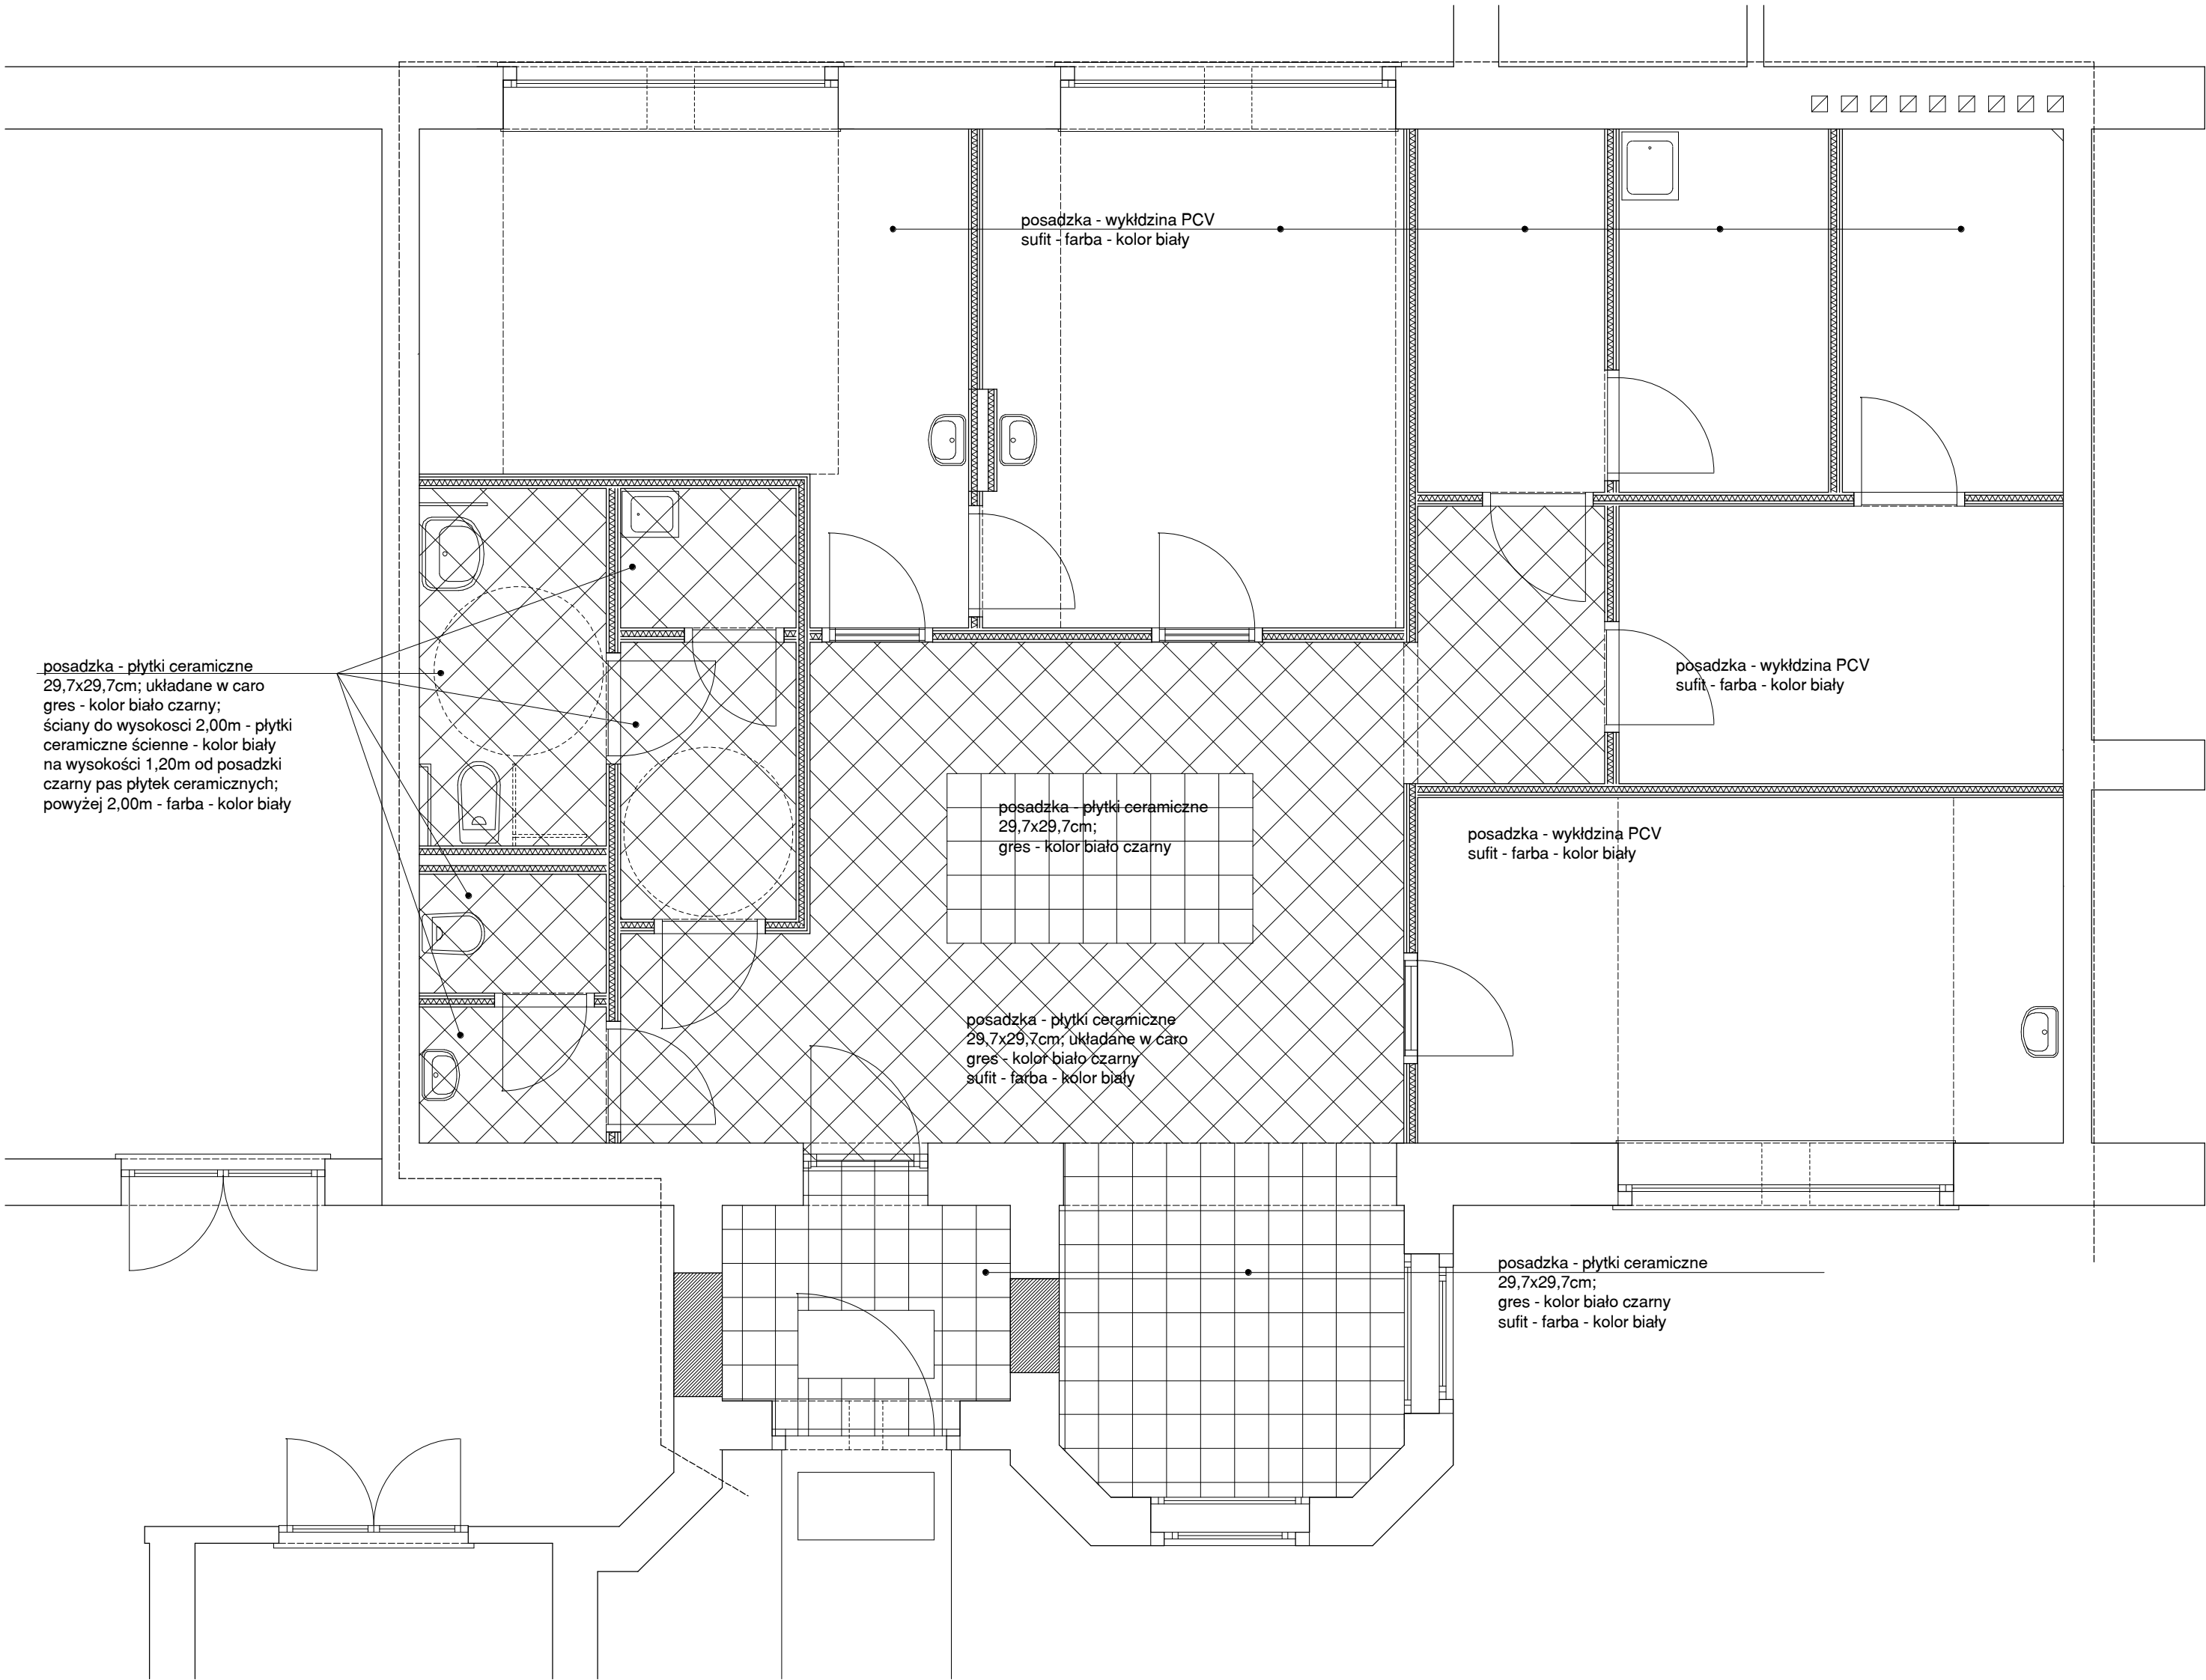 posadzka - wykłdzina PCV
sufit - farba - kolor biały
posadzka - płytki ceramiczne
29,7x29,7cm; układane w caro
gres - kolor biało czarny;
ściany do wysokosci 2,00m - płytki
ceramiczne ścienne - kolor biały
na wysokości 1,20m od posadzki
czarny pas płytek ceramicznych;
powyżej 2,00m - farba - kolor biały
posadzka - wykłdzina PCV
sufit - farba - kolor biały
posadzka - płytki ceramiczne
29,7x29,7cm;
gres - kolor biało czarny
posadzka - wykłdzina PCV
sufit - farba - kolor biały
posadzka - płytki ceramiczne
29,7x29,7cm; układane w caro
gres - kolor biało czarny
sufit - farba - kolor biały
posadzka - płytki ceramiczne
29,7x29,7cm;
gres - kolor biało czarny
sufit - farba - kolor biały